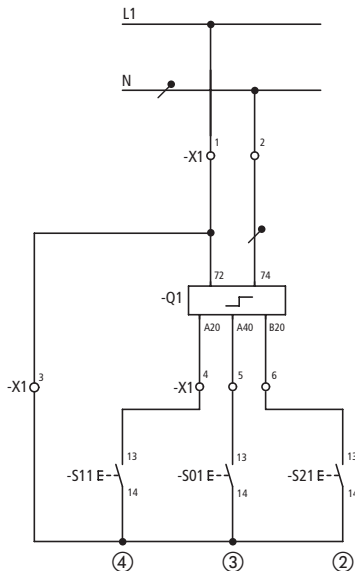 L1
N
-X1 1 2
72 74
-Q1
A20 A40 B20
3 4 5 6
-X1 -X1
13 13 13
-S11 E -S01 E -S21 E
14 14 14
④ ③ ②